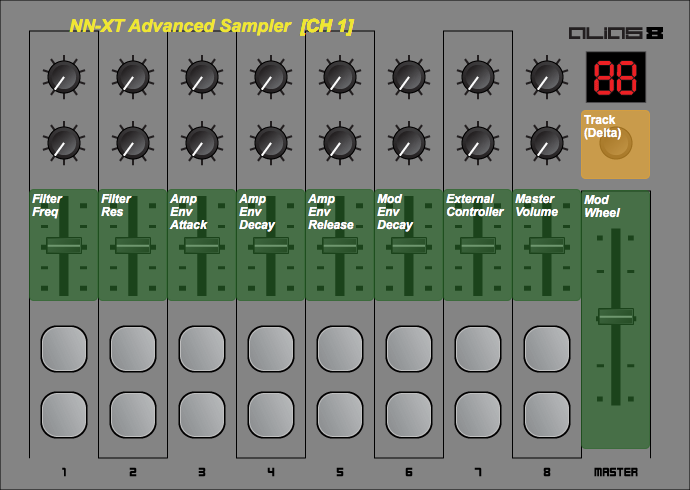 NN-XT Advanced Sampler [CH 1]
ALIAS 8
88
Track
(Delta)
Filter
Freq
Filter
Res
Amp
Env
Attack
Amp
Env
Decay
Amp
Env
Release
Mod
Env
Decay
External
Controller
Master
Volume
Mod
Wheel
1
2
3
4
5
6
7
8
MASTER